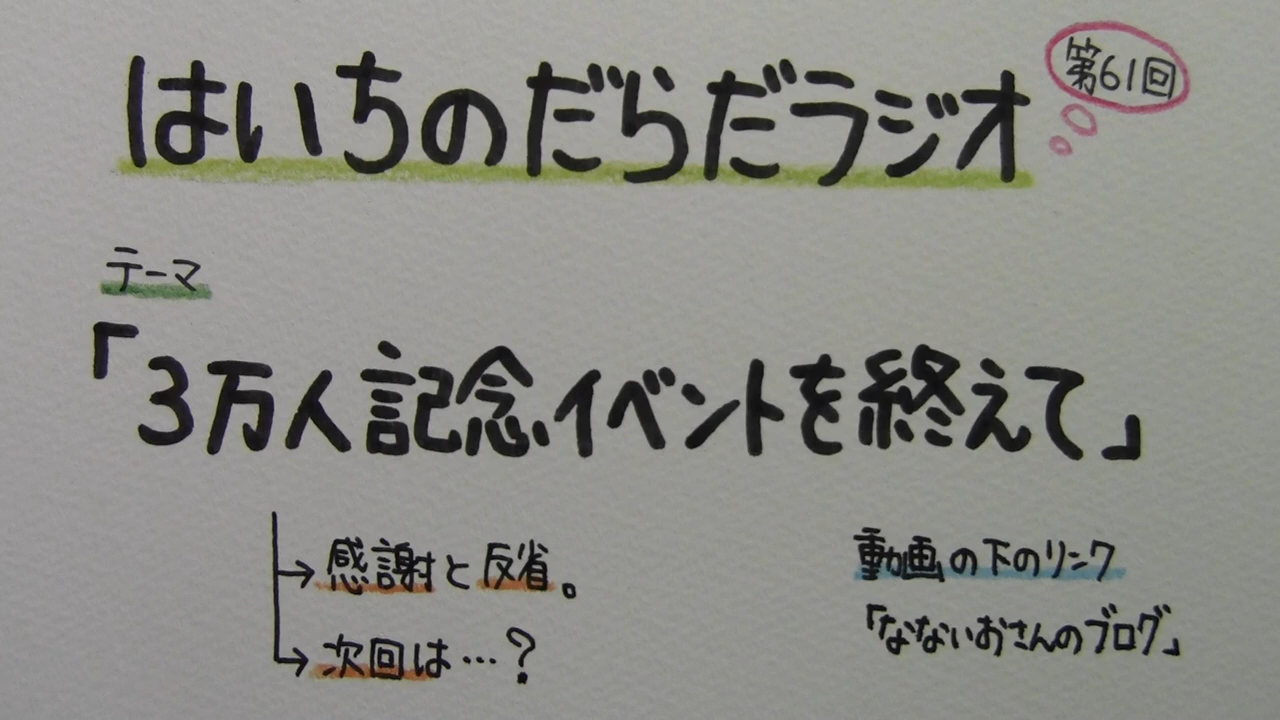 はいちのだらだラジオ
第61回
テーマ
「3万人記念イベントを終えて」
→感謝と反省。
→次回は…?
動画の下のリンク
「なないおさんのブログ」